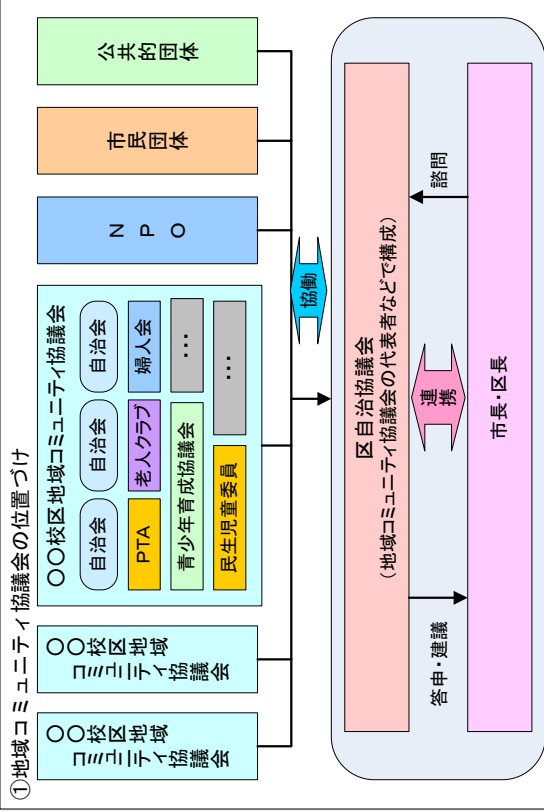 ①地域コミュニティ協議会の位置づけ
〇〇校区地域
コミュニティ協議会
〇〇校区地域
コミュニティ協議会
〇〇校区地域コミュニティ協議会
自治会
自治会
自治会
PTA
老人クラブ
婦人会
青少年育成協議会
…
民生児童委員
…
NPO
市民団体
公共的団体
協働
区自治協議会
(地域コミュニティ協議会の代表者などで構成)
答申・建議
連携
諮問
市長・区長